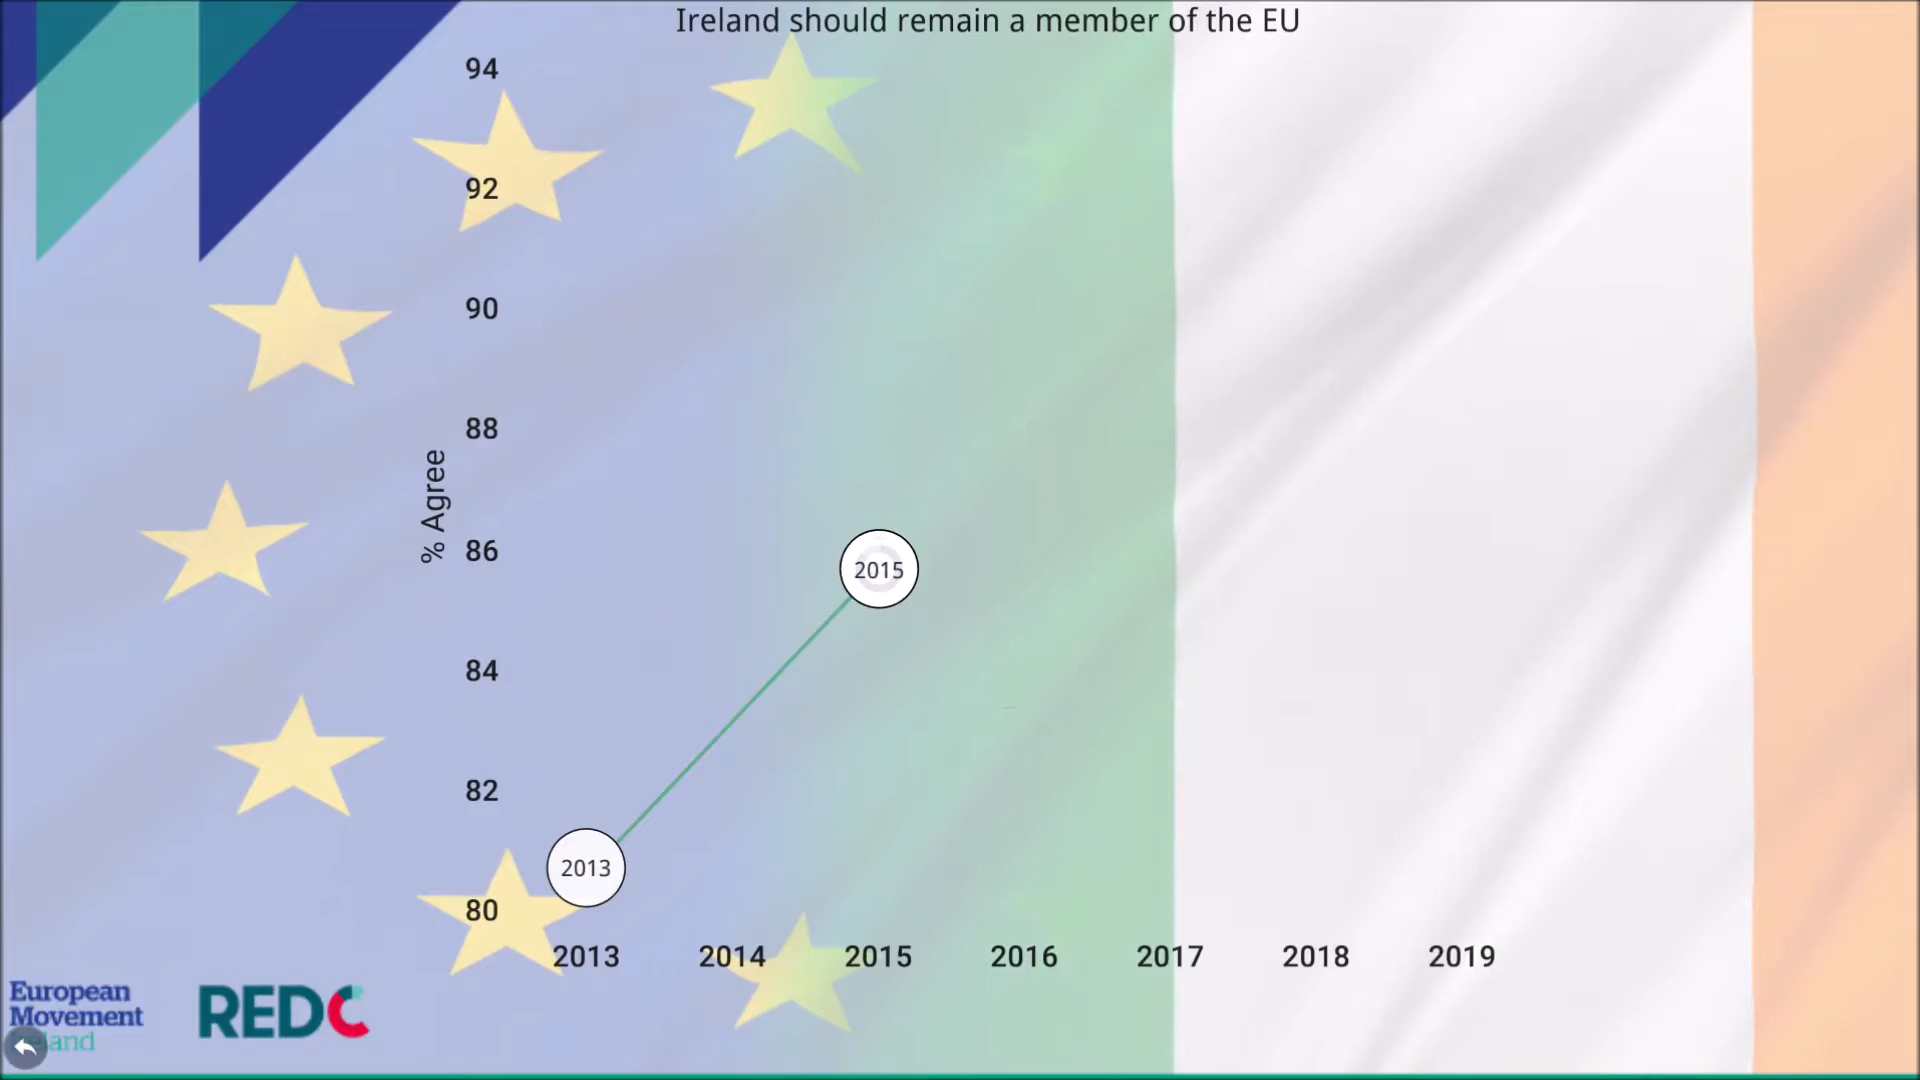 Ireland should remain a member of the EU
94
92
90
88
86
84
82
80
% Agree
2015
2013
2013 2014 2015 2016 2017 2018 2019
European
Movement
REDC